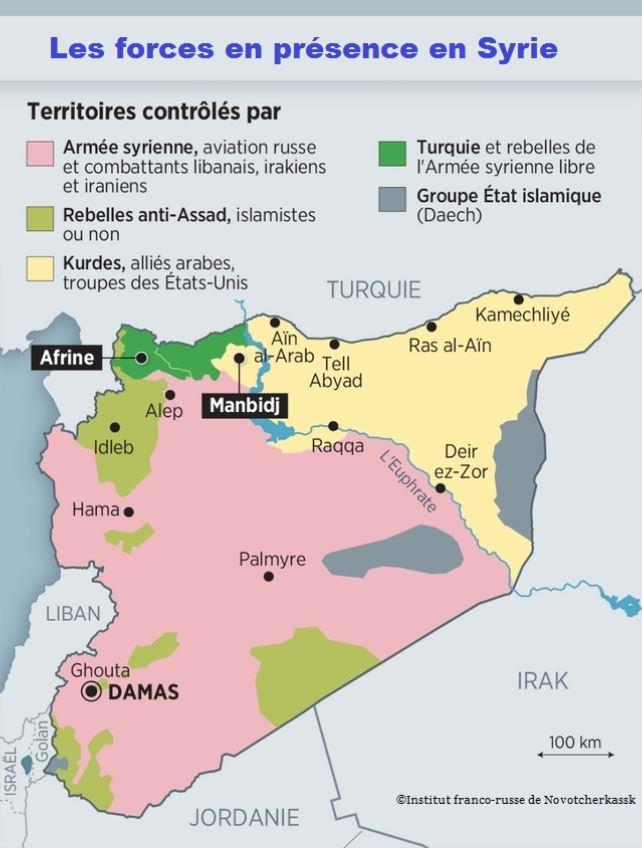 Les forces en présence en Syrie
Territoires contrôlés par
Armée syrienne, aviation russe
et combattants libanais, irakiens
et iraniens
Rebelles anti-Assad, islamistes
ou non
Kurdes, alliés arabes,
troupes des États-Unis
Turquie et rebelles de
l'Armée syrienne libre
Groupe État islamique
(Daech)
TURQUIE
Kamechliyé
Ras al-Aïn
Aïn
al-Arab
Tell
Abyad
Afrine
Manbidj
Alep
Idleb
Raqqa
Deir
ez-Zor
L'Euphrate
Hama
Palmyre
LIBAN
Ghouta
DAMAS
IRAK
Golan
ISRAËL
100 km
JORDANIE
©Institut franco-russe de Novotcherkassk